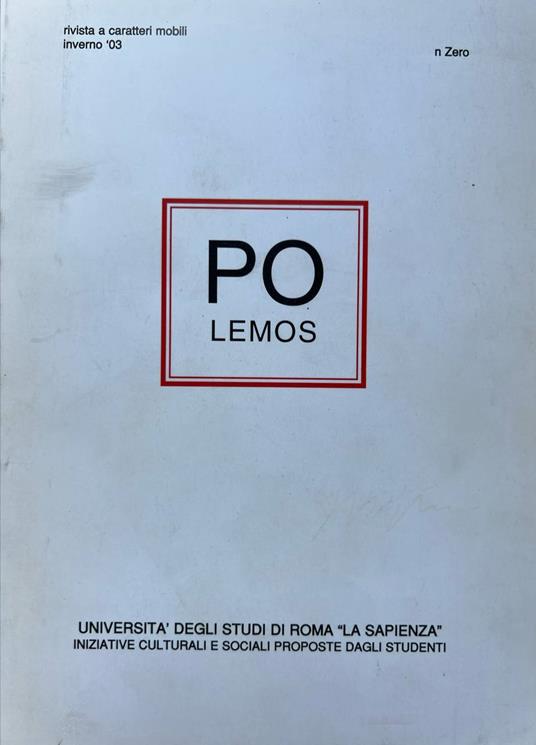 rivista a caratteri mobili
inverno '03
n Zero
PO
LEMOS
UNIVERSITA' DEGLI STUDI DI ROMA "LA SAPIENZA"
INIZIATIVE CULTURALI E SOCIALI PROPOSTE DAGLI STUDENTI